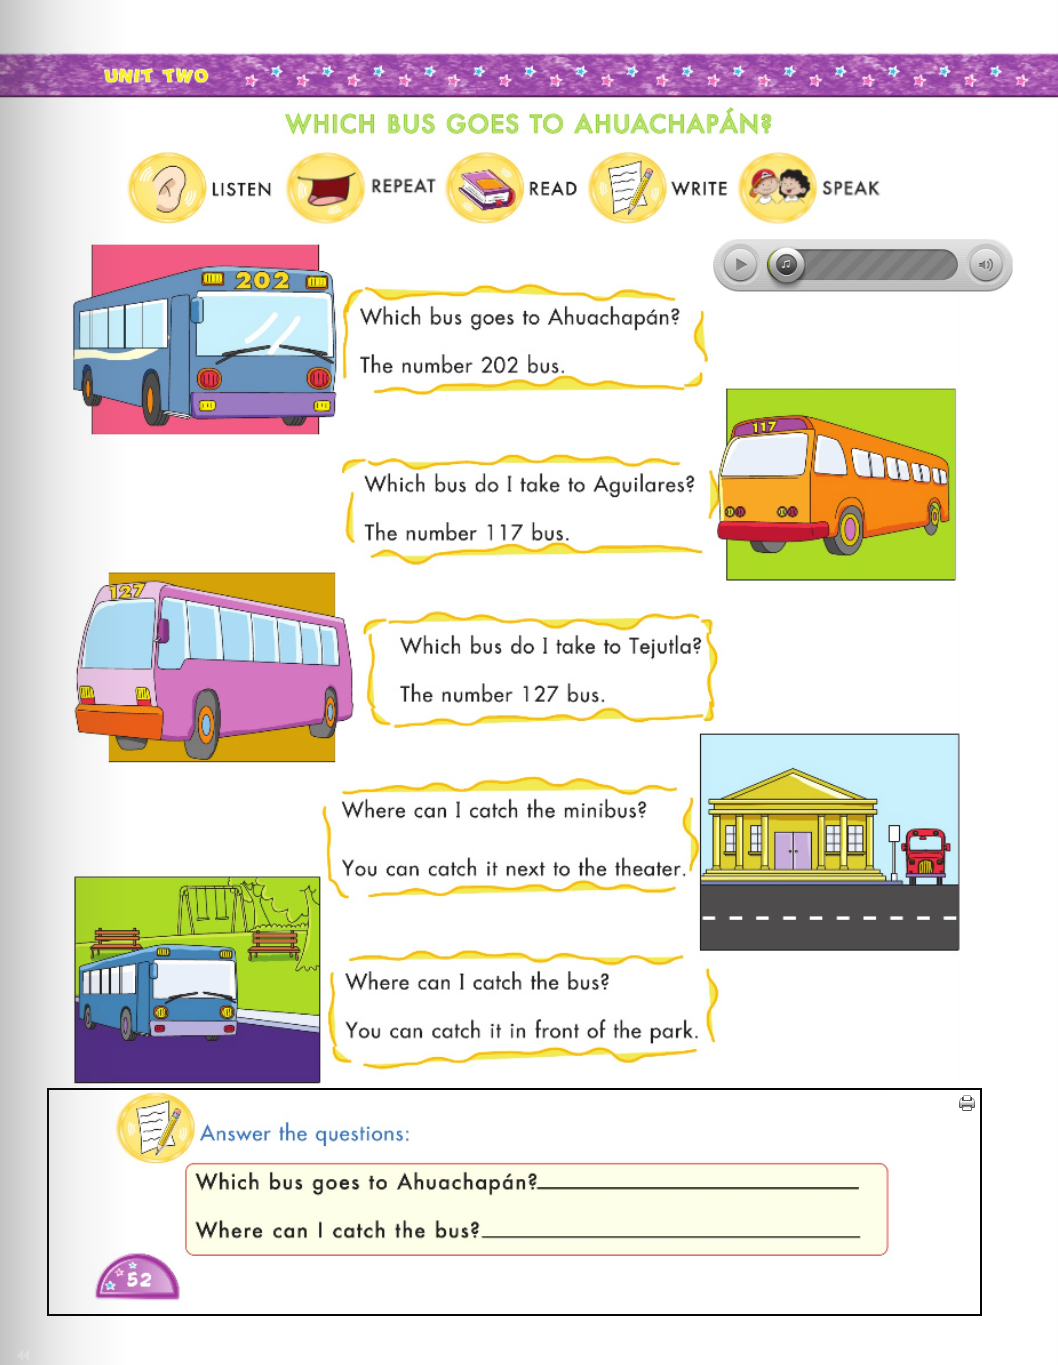 UNIT TWO
WHICH BUS GOES TO AHUACHAPÁN?
LISTEN REPEAT READ WRITE SPEAK
202
Which bus goes to Ahuachapán?
The number 202 bus.
117
Which bus do I take to Aguilares?
The number 117 bus.
127
Which bus do I take to Tejutla?
The number 127 bus.
Where can I catch the minibus?
You can catch it next to the theater.
Where can I catch the bus?
You can catch it in front of the park.
Answer the questions:
Which bus goes to Ahuachapán?
Where can I catch the bus?
52
44